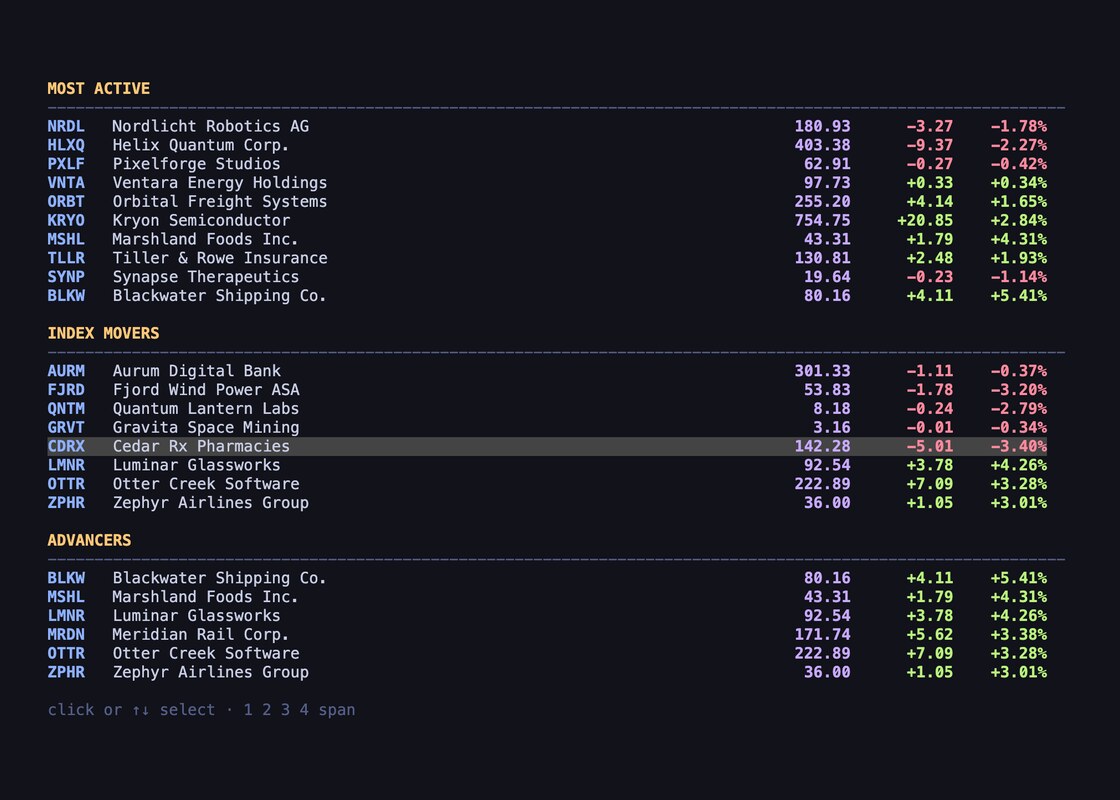 MOST ACTIVE
NRDL Nordlicht Robotics AG 180.93 −3.27 −1.78%
HLXQ Helix Quantum Corp. 403.38 −9.37 −2.27%
PXLF Pixelforge Studios 62.91 −0.27 −0.42%
VNTA Ventara Energy Holdings 97.73 +0.33 +0.34%
ORBT Orbital Freight Systems 255.20 +4.14 +1.65%
KRYO Kryon Semiconductor 754.75 +20.85 +2.84%
MSHL Marshland Foods Inc. 43.31 +1.79 +4.31%
TLLR Tiller & Rowe Insurance 130.81 +2.48 +1.93%
SYNP Synapse Therapeutics 19.64 −0.23 −1.14%
BLKW Blackwater Shipping Co. 80.16 +4.11 +5.41%
INDEX MOVERS
AURM Aurum Digital Bank 301.33 −1.11 −0.37%
FJRD Fjord Wind Power ASA 53.83 −1.78 −3.20%
QNTM Quantum Lantern Labs 8.18 −0.24 −2.79%
GRVT Gravita Space Mining 3.16 −0.01 −0.34%
CDRX Cedar Rx Pharmacies 142.28 −5.01 −3.40%
LMNR Luminar Glassworks 92.54 +3.78 +4.26%
OTTR Otter Creek Software 222.89 +7.09 +3.28%
ZPHR Zephyr Airlines Group 36.00 +1.05 +3.01%
ADVANCERS
BLKW Blackwater Shipping Co. 80.16 +4.11 +5.41%
MSHL Marshland Foods Inc. 43.31 +1.79 +4.31%
LMNR Luminar Glassworks 92.54 +3.78 +4.26%
MRDN Meridian Rail Corp. 171.74 +5.62 +3.38%
OTTR Otter Creek Software 222.89 +7.09 +3.28%
ZPHR Zephyr Airlines Group 36.00 +1.05 +3.01%
click or ↑↓ select · 1 2 3 4 span